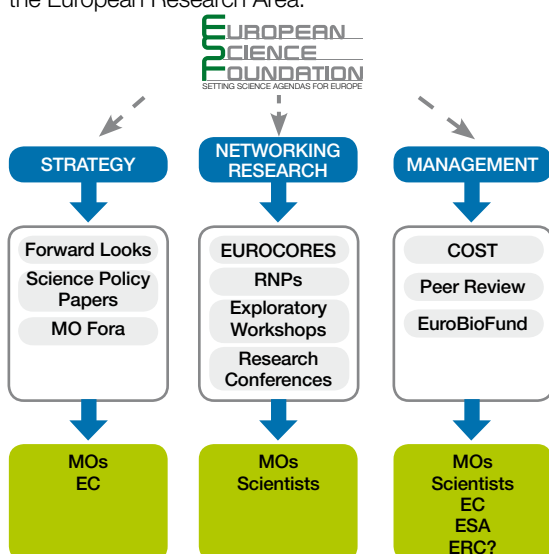 the European Research Area.
EUROPEAN
SCIENCE
FOUNDATION
SETTING SCIENCE AGENDAS FOR EUROPE
STRATEGY
NETWORKING
RESEARCH
MANAGEMENT
Forward Looks
Science Policy
Papers
MO Fora
EUROCORES
RNPs
Exploratory
Workshops
Research
Conferences
COST
Peer Review
EuroBioFund
MOs
EC
MOs
Scientists
MOs
Scientists
EC
ESA
ERC?